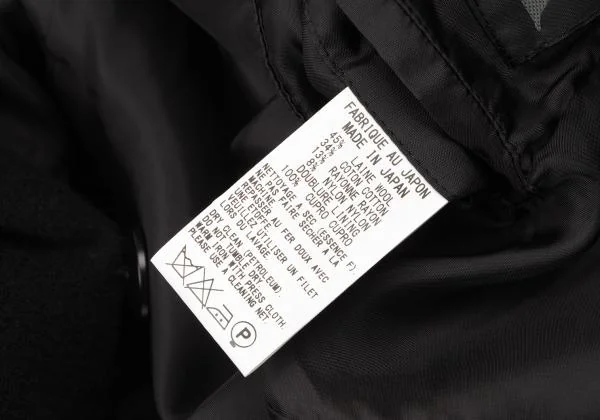 FABRIQUE AU JAPON
MADE IN JAPAN
45% LAINE WOOL
34% COTON COTTON
13% RAYONNE RAYON
8% NYLON NYLON
DOUBLURE LINING
100% CUPRO CUPRO
NETTOYAGE A SEC (ESSENCE F).
NE PAS FAIRE SECHER A LA
MACHINE.
REPASSER AU FER DOUX AVEC
UNE ETOFFE.
VEUILLEZ UTILISER UN FILET
LORS DU LAVAGE.
DRY CLEAN (PETROLEUM).
DO NOT TUMBLE DRY.
WARM IRON WITH PRESS CLOTH.
PLEASE USE A CLEANING NET
P